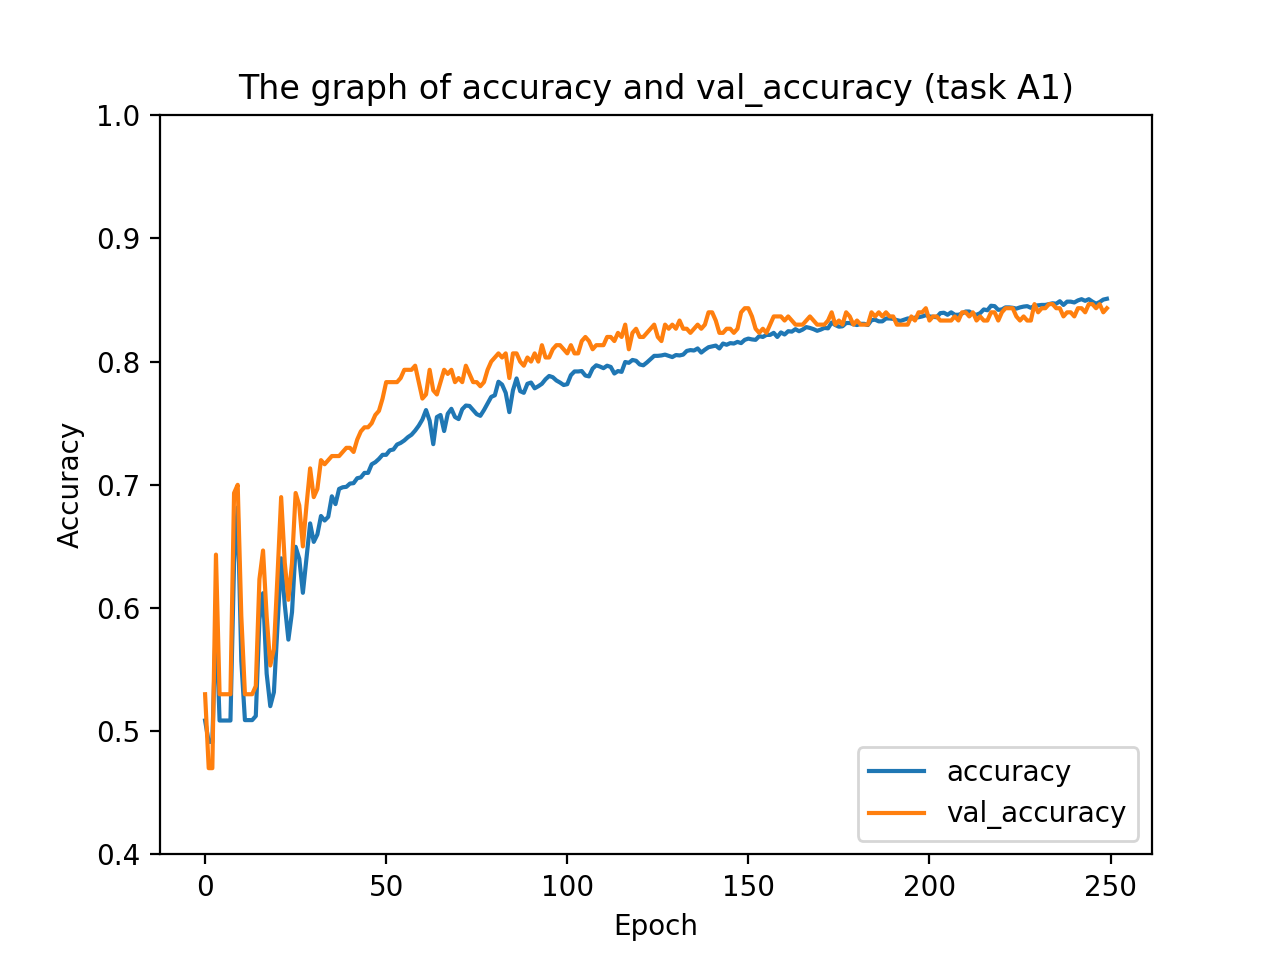 The graph of accuracy and val_accuracy (task A1)
1.0
0.9
0.8
0.7
0.6
0.5
0.4
Accuracy
accuracy
val_accuracy
0 50 100 150 200 250
Epoch